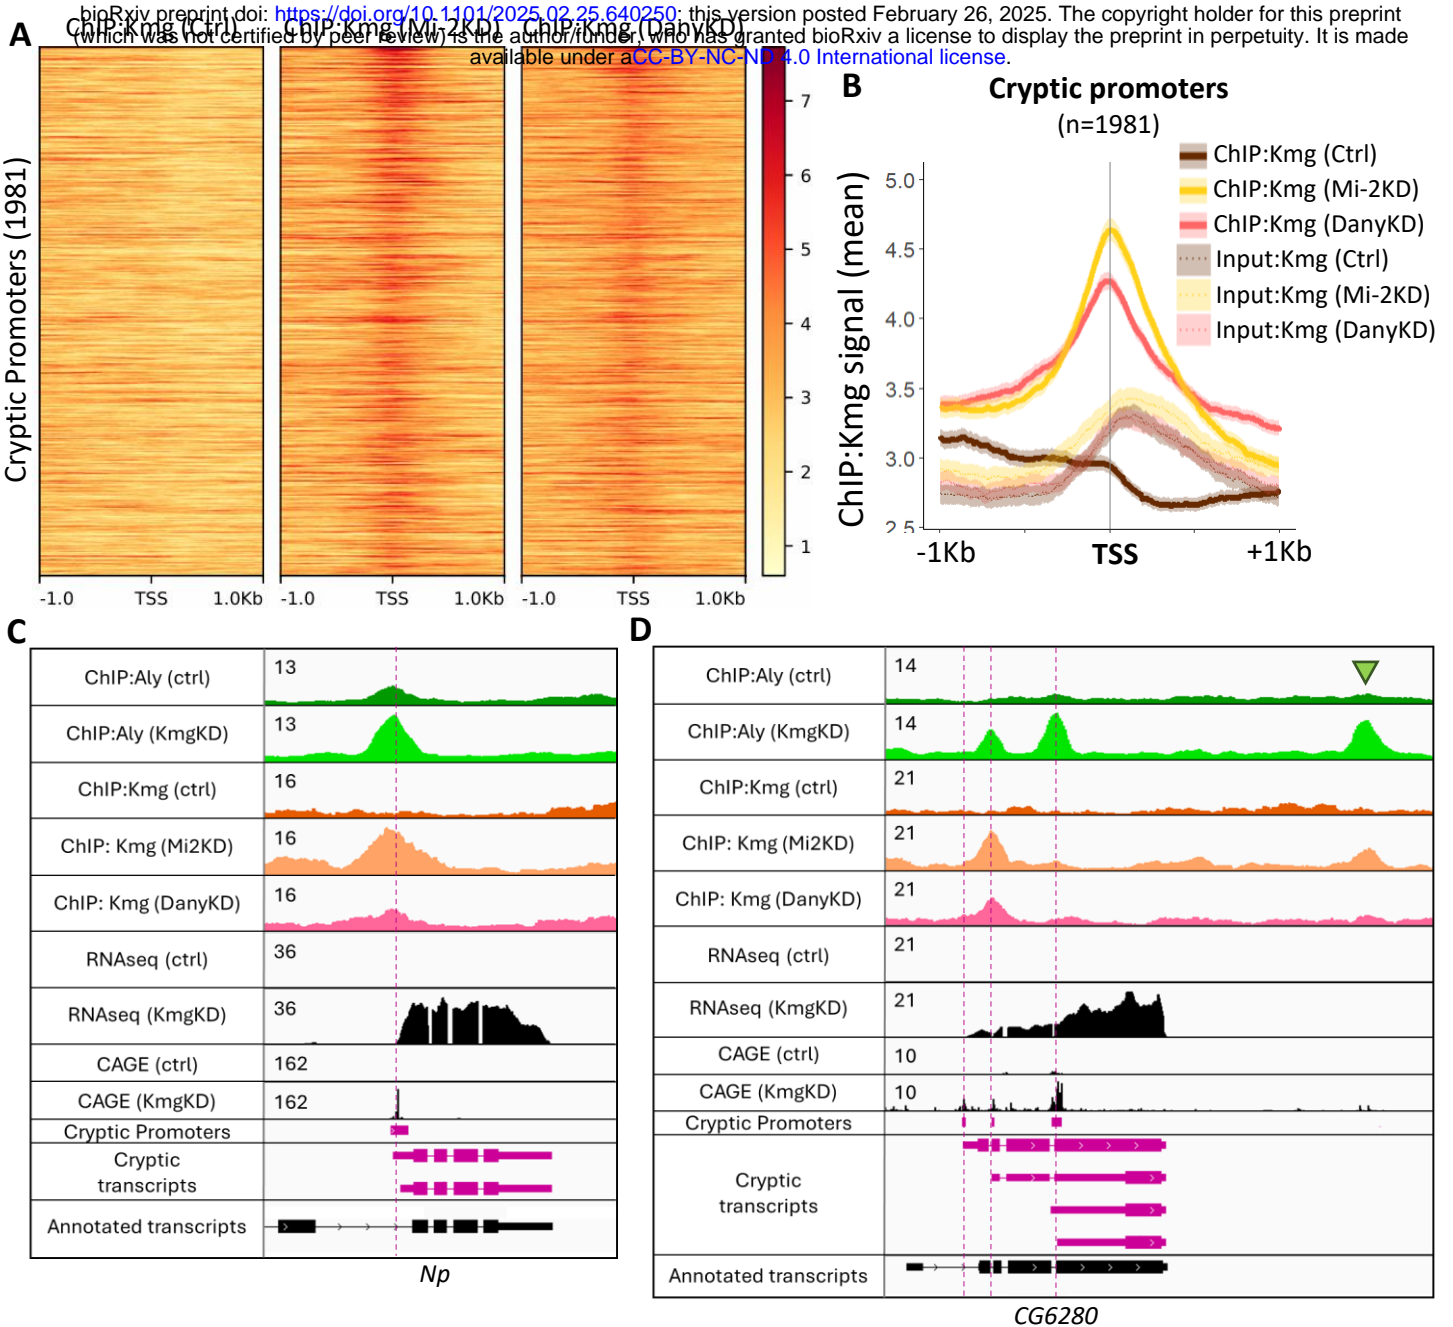 bioRxiv preprint doi: https://doi.org/10.1101/2025.02.25.640250; this version posted February 26, 2025. The copyright holder for this preprint
(which was not certified by peer review) is the author/funder, who has granted bioRxiv a license to display the preprint in perpetuity. It is made
available under aCC-BY-NC-ND 4.0 International license.
A
ChIP:Kmg (Ctrl)
ChIP:Kmg (Mi-2KD)
ChIP:Kmg (DanyKD)
Cryptic Promoters (1981)
7
6
5
4
3
2
1
-1.0 TSS 1.0Kb
-1.0 TSS 1.0Kb
-1.0 TSS 1.0Kb
B
Cryptic promoters
(n=1981)
ChIP:Kmg (Ctrl)
ChIP:Kmg (Mi-2KD)
ChIP:Kmg (DanyKD)
Input:Kmg (Ctrl)
Input:Kmg (Mi-2KD)
Input:Kmg (DanyKD)
ChIP:Kmg signal (mean)
5.0
4.5
4.0
3.5
3.0
2.5
-1Kb TSS +1Kb
C
ChIP:Aly (ctrl) 13
ChIP:Aly (KmgKD) 13
ChIP:Kmg (ctrl) 16
ChIP: Kmg (Mi2KD) 16
ChIP: Kmg (DanyKD) 16
RNAseq (ctrl) 36
RNAseq (KmgKD) 36
CAGE (ctrl) 162
CAGE (KmgKD) 162
Cryptic Promoters
Cryptic
transcripts
Annotated transcripts
Np
D
ChIP:Aly (ctrl) 14
ChIP:Aly (KmgKD) 14
ChIP:Kmg (ctrl) 21
ChIP: Kmg (Mi2KD) 21
ChIP: Kmg (DanyKD) 21
RNAseq (ctrl) 21
RNAseq (KmgKD) 21
CAGE (ctrl) 10
CAGE (KmgKD) 10
Cryptic Promoters
Cryptic
transcripts
Annotated transcripts
CG6280